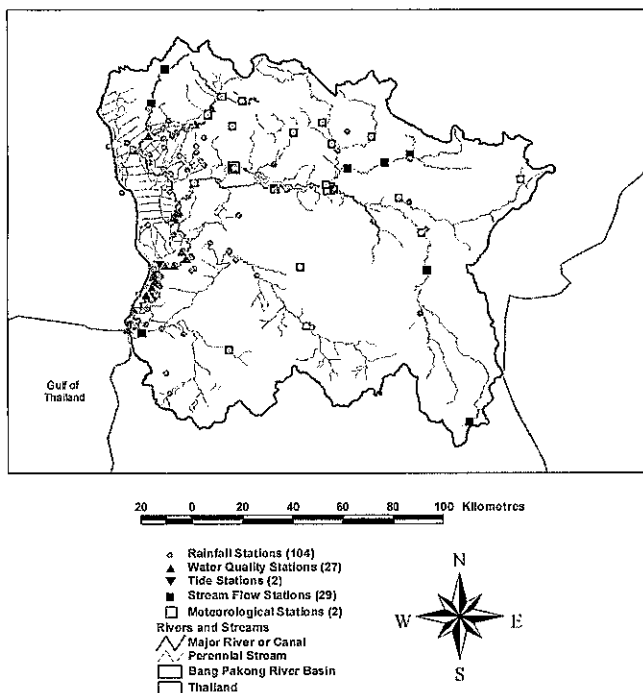 Gulf of
Thailand
20 0 20 40 60 80 100 Kilometres
Rainfall Stations (104)
Water Quality Stations (27)
Tide Stations (2)
Stream Flow Stations (29)
Meteorological Stations (2)
Rivers and Streams
Major River or Canal
Perennial Stream
Bang Pakong River Basin
Thailand
N
W E
S